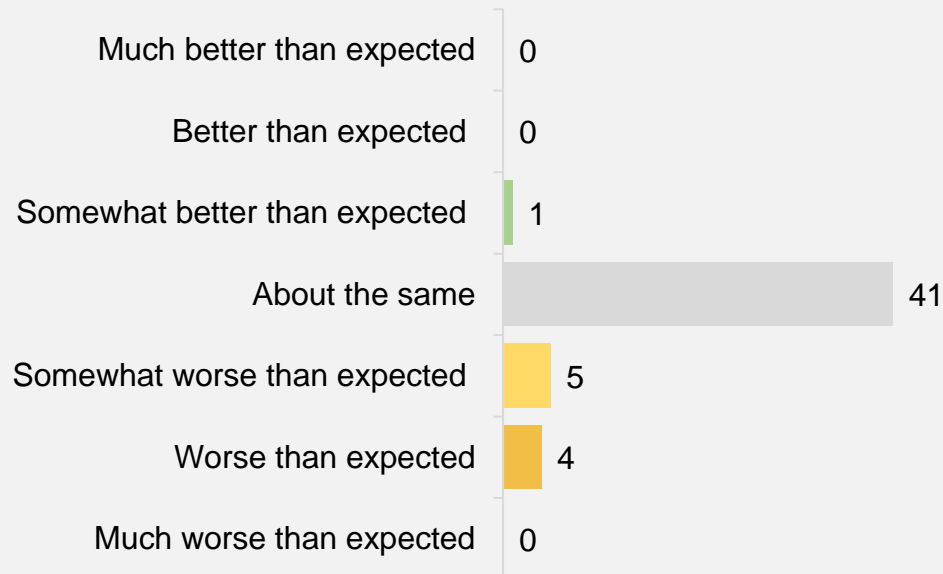 Much better than expected 0
Better than expected 0
Somewhat better than expected 1
About the same 41
Somewhat worse than expected 5
Worse than expected 4
Much worse than expected 0